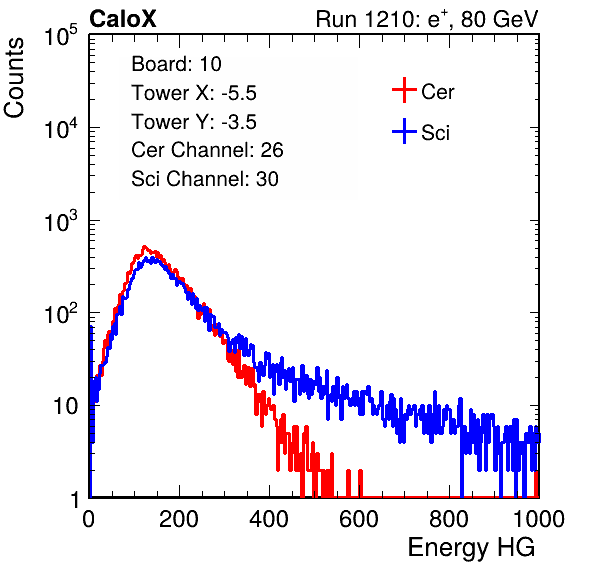 CaloX Run 1210: e⁺, 80 GeV
Counts
10⁵
10⁴
10³
10²
10
1
Board: 10
Tower X: -5.5
Tower Y: -3.5
Cer Channel: 26
Sci Channel: 30
Cer
Sci
0 200 400 600 800 1000
Energy HG